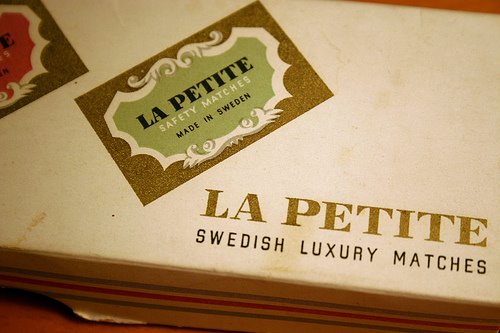 LA PETITE
SAFETY MATCHES
MADE IN SWEDEN
LA PETITE
SWEDISH LUXURY MATCHES